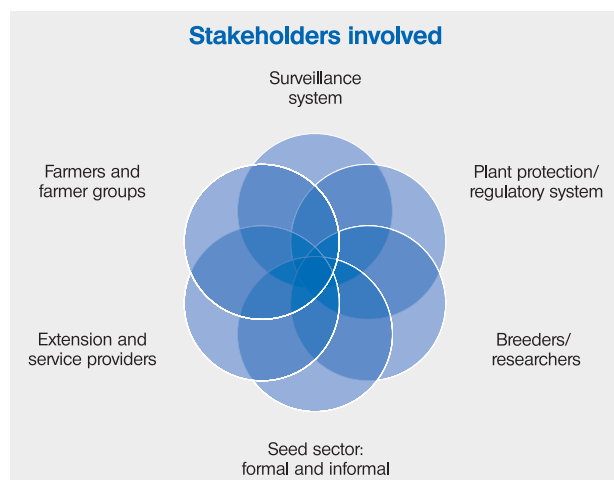 Stakeholders involved
Surveillance
system
Farmers and
farmer groups
Plant protection/
regulatory system
Extension and
service providers
Breeders/
researchers
Seed sector:
formal and informal